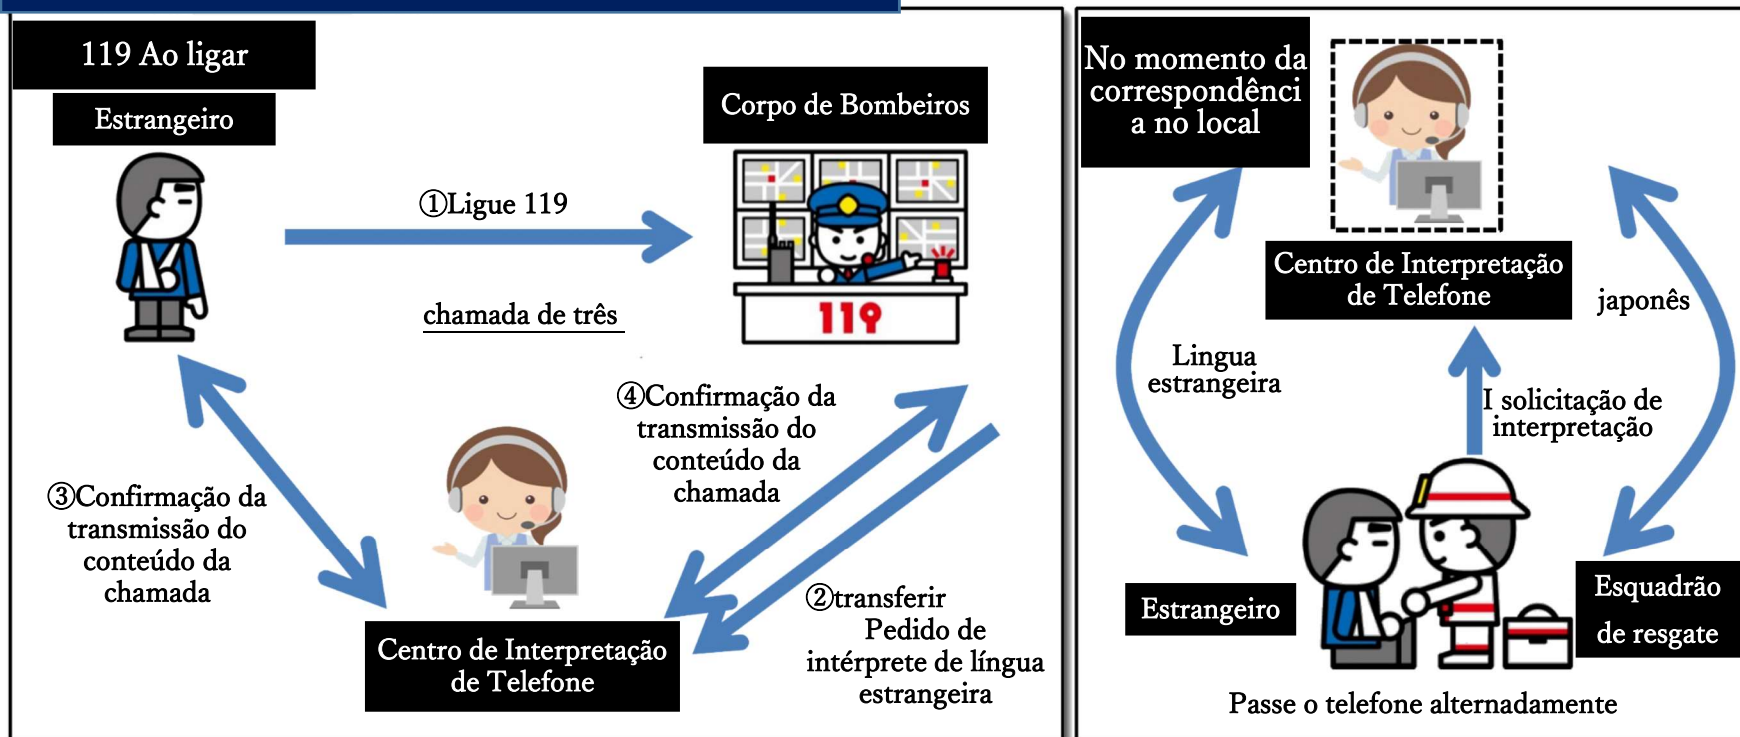 119 Ao ligar
Estrangeiro
Corpo de Bombeiros
①Ligue 119
119
chamada de três
④Confirmação da
transmissão do
conteúdo da
chamada
③Confirmação da
transmissão do
conteúdo da
chamada
②transferir
Pedido de
intérprete de língua
estrangeira
Centro de Interpretação
de Telefone
No momento da
correspondênci
a no local
Centro de Interpretação
de Telefone
japonês
Lingua
estrangeira
I solicitação de
interpretação
Estrangeiro
Esquadrão
de resgate
Passe o telefone alternadamente